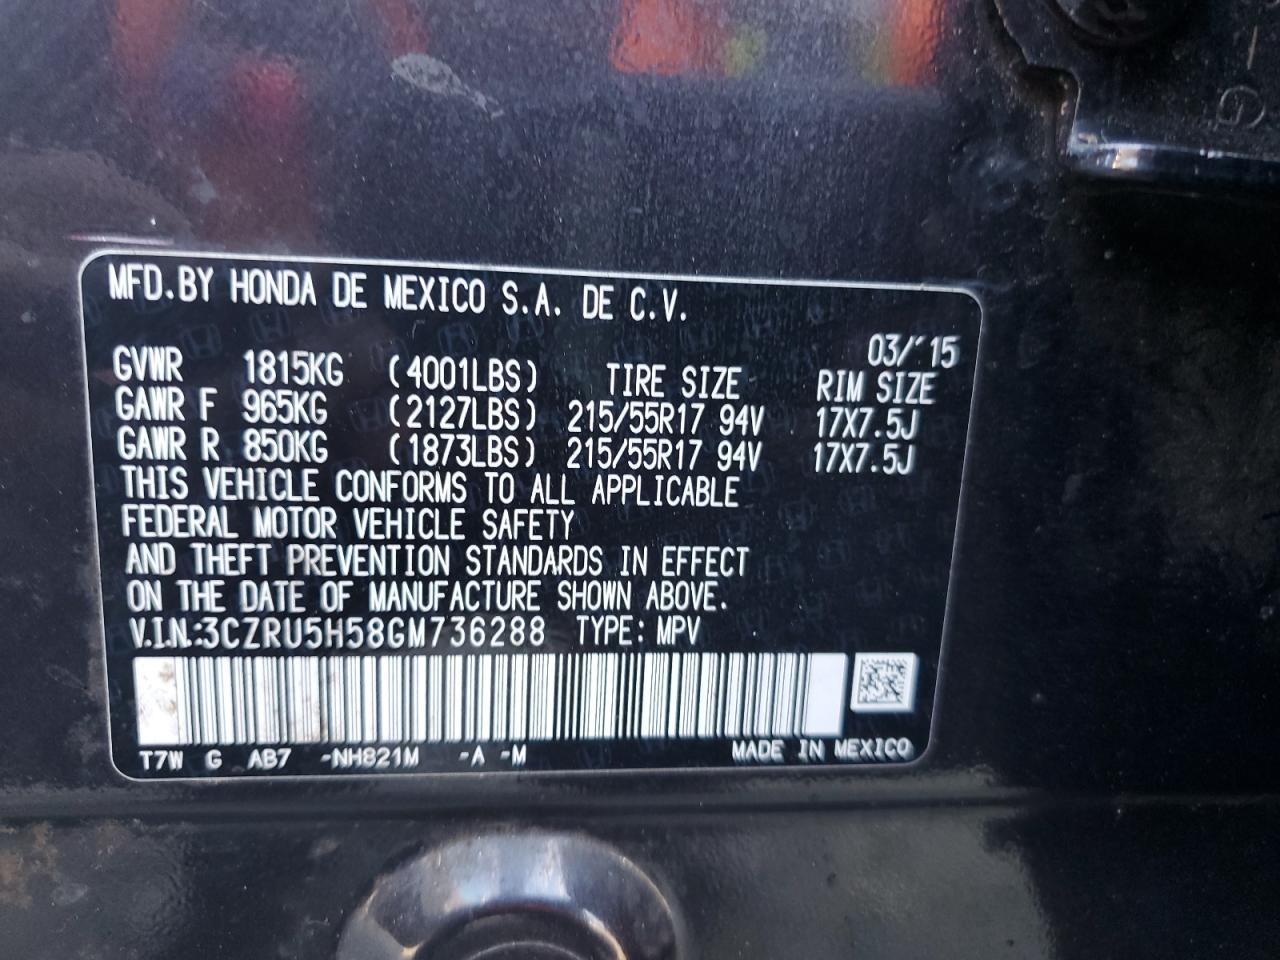 MFD.BY HONDA DE MEXICO S.A. DE C.V.
03/'15
GVWR 1815KG (4001LBS) TIRE SIZE RIM SIZE
GAWR F 965KG (2127LBS) 215/55R17 94V 17X7.5J
GAWR R 850KG (1873LBS) 215/55R17 94V 17X7.5J
THIS VEHICLE CONFORMS TO ALL APPLICABLE
FEDERAL MOTOR VEHICLE SAFETY
AND THEFT PREVENTION STANDARDS IN EFFECT
ON THE DATE OF MANUFACTURE SHOWN ABOVE.
V.I.N.:3CZRU5H58GM736288 TYPE: MPV
T7W G AB7 -NH821M -A -M MADE IN MEXICO